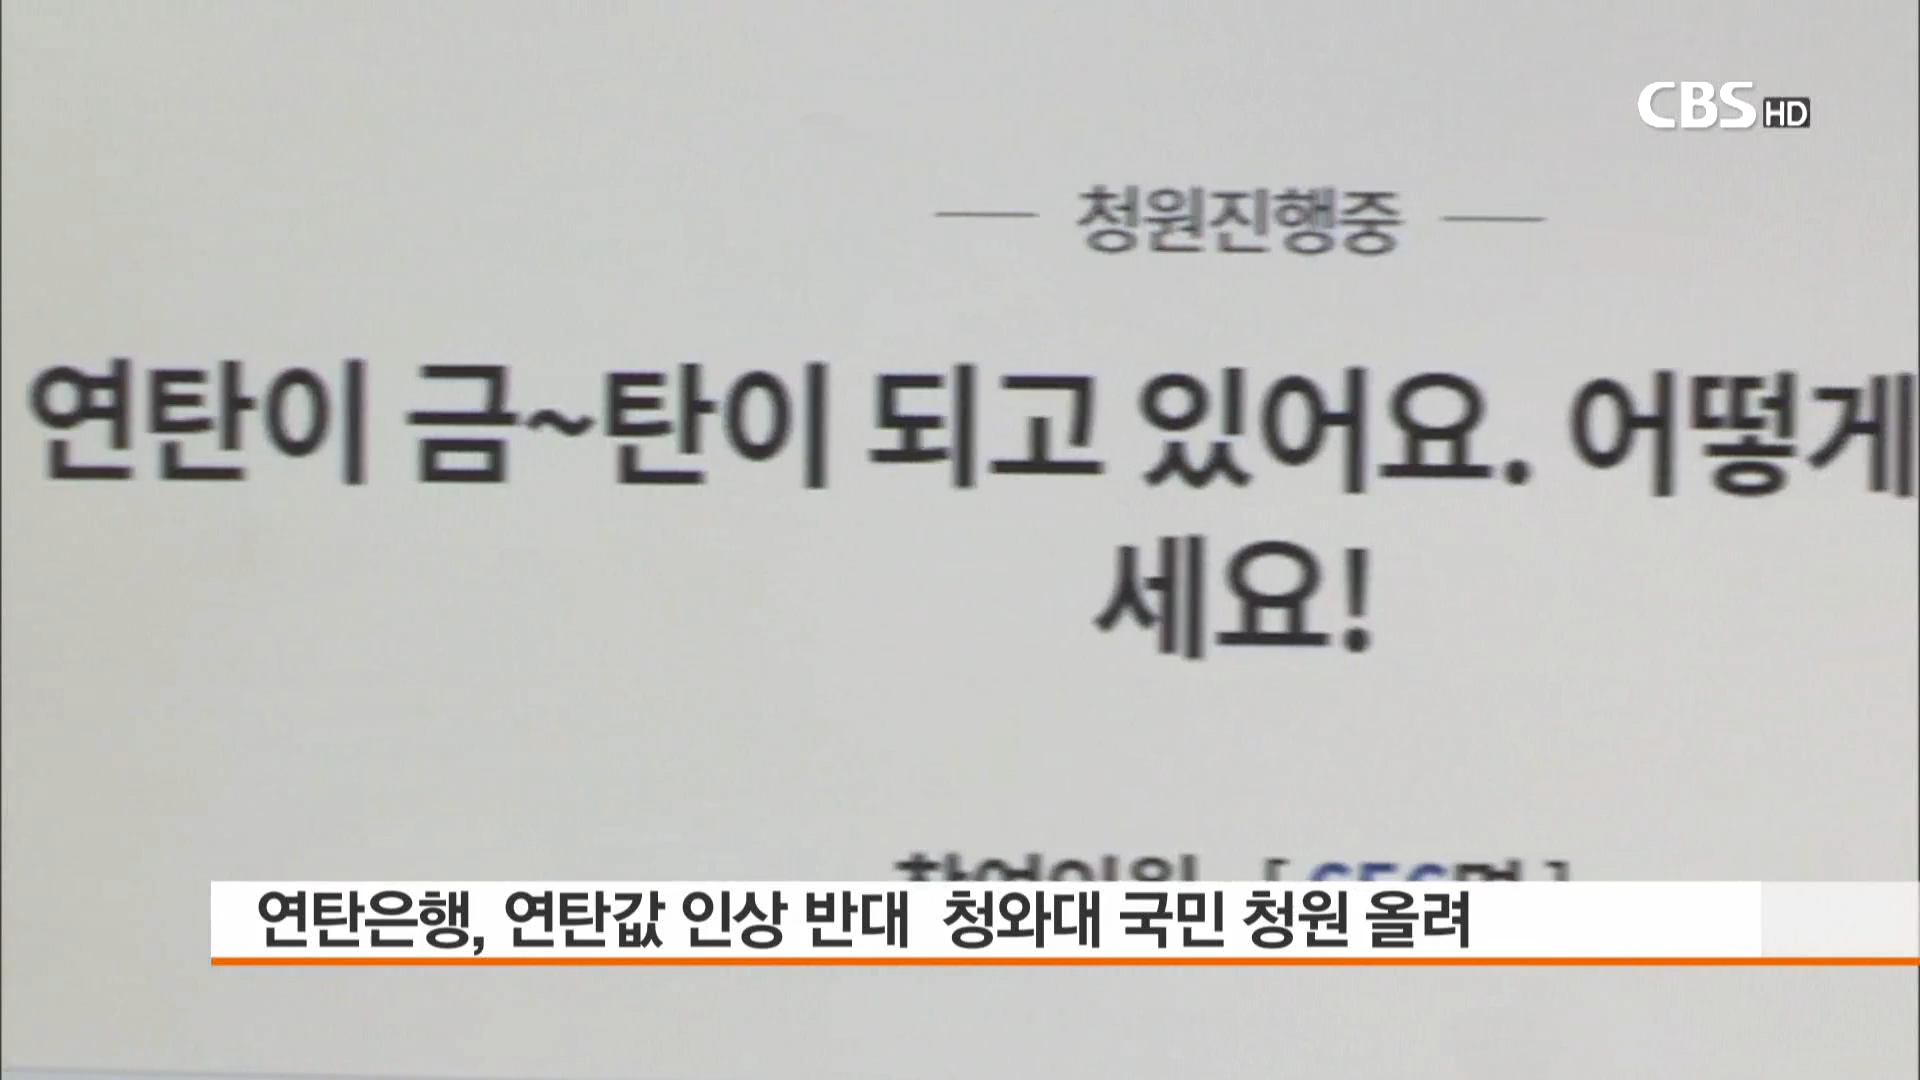 CBS HD
청원진행중
연탄이 금~탄이 되고 있어요. 어떻게
세요!
연탄은행, 연탄값 인상 반대 청와대 국민 청원 올려